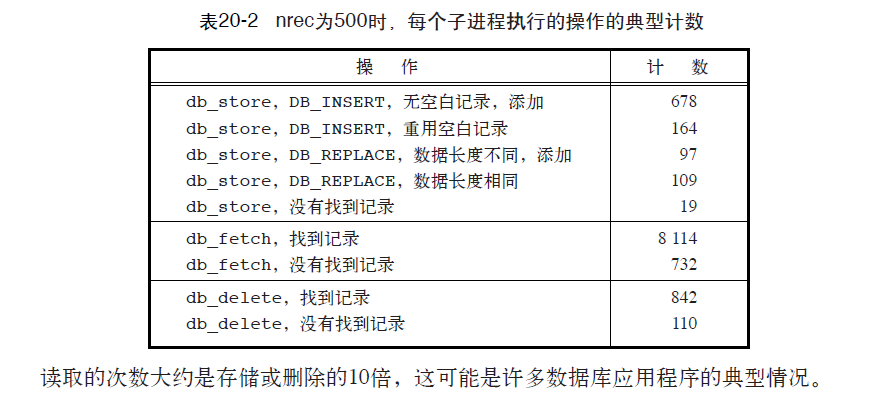 表20-2 nrec为500时，每个子进程执行的操作的典型计数
操 作 计 数
db_store，DB_INSERT，无空白记录，添加 678
db_store，DB_INSERT，重用空白记录 164
db_store，DB_REPLACE，数据长度不同，添加 97
db_store，DB_REPLACE，数据长度相同 109
db_store，没有找到记录 19
db_fetch，找到记录 8 114
db_fetch，没有找到记录 732
db_delete，找到记录 842
db_delete，没有找到记录 110
读取的次数大约是存储或删除的10倍，这可能是许多数据库应用程序的典型情况。